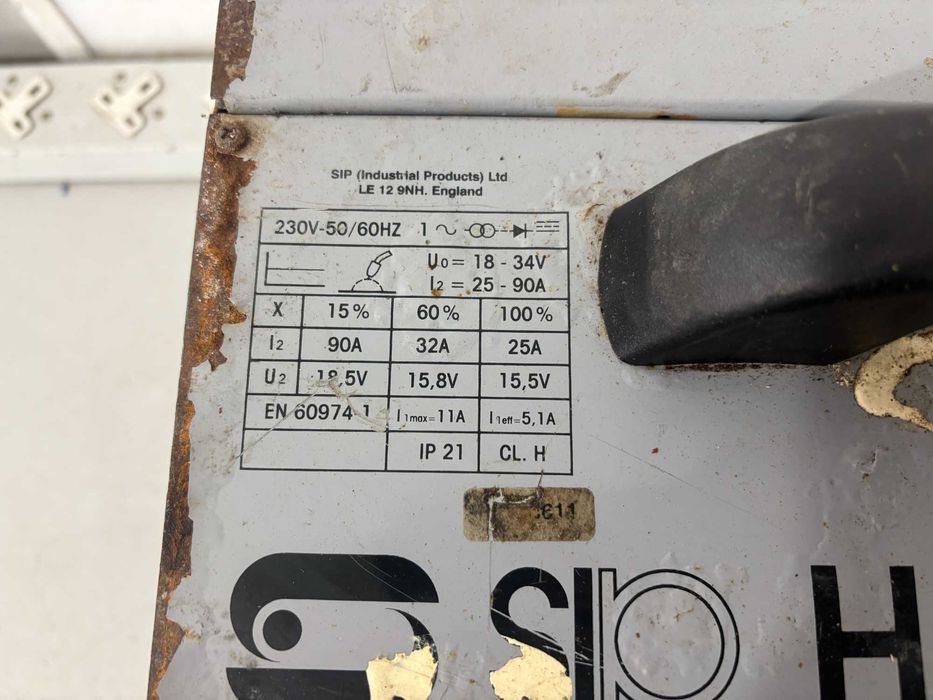 SIP (Industrial Products) Ltd
LE 12 9NH. England
230V-50/60HZ 1 ~
U0 = 18 - 34V
I2 = 25 - 90A
X 15% 60% 100%
I2 90A 32A 25A
U2 18,5V 15,8V 15,5V
EN 60974-1 I1max=11A I1eff=5,1A
IP 21 CL. H
611
SIP H